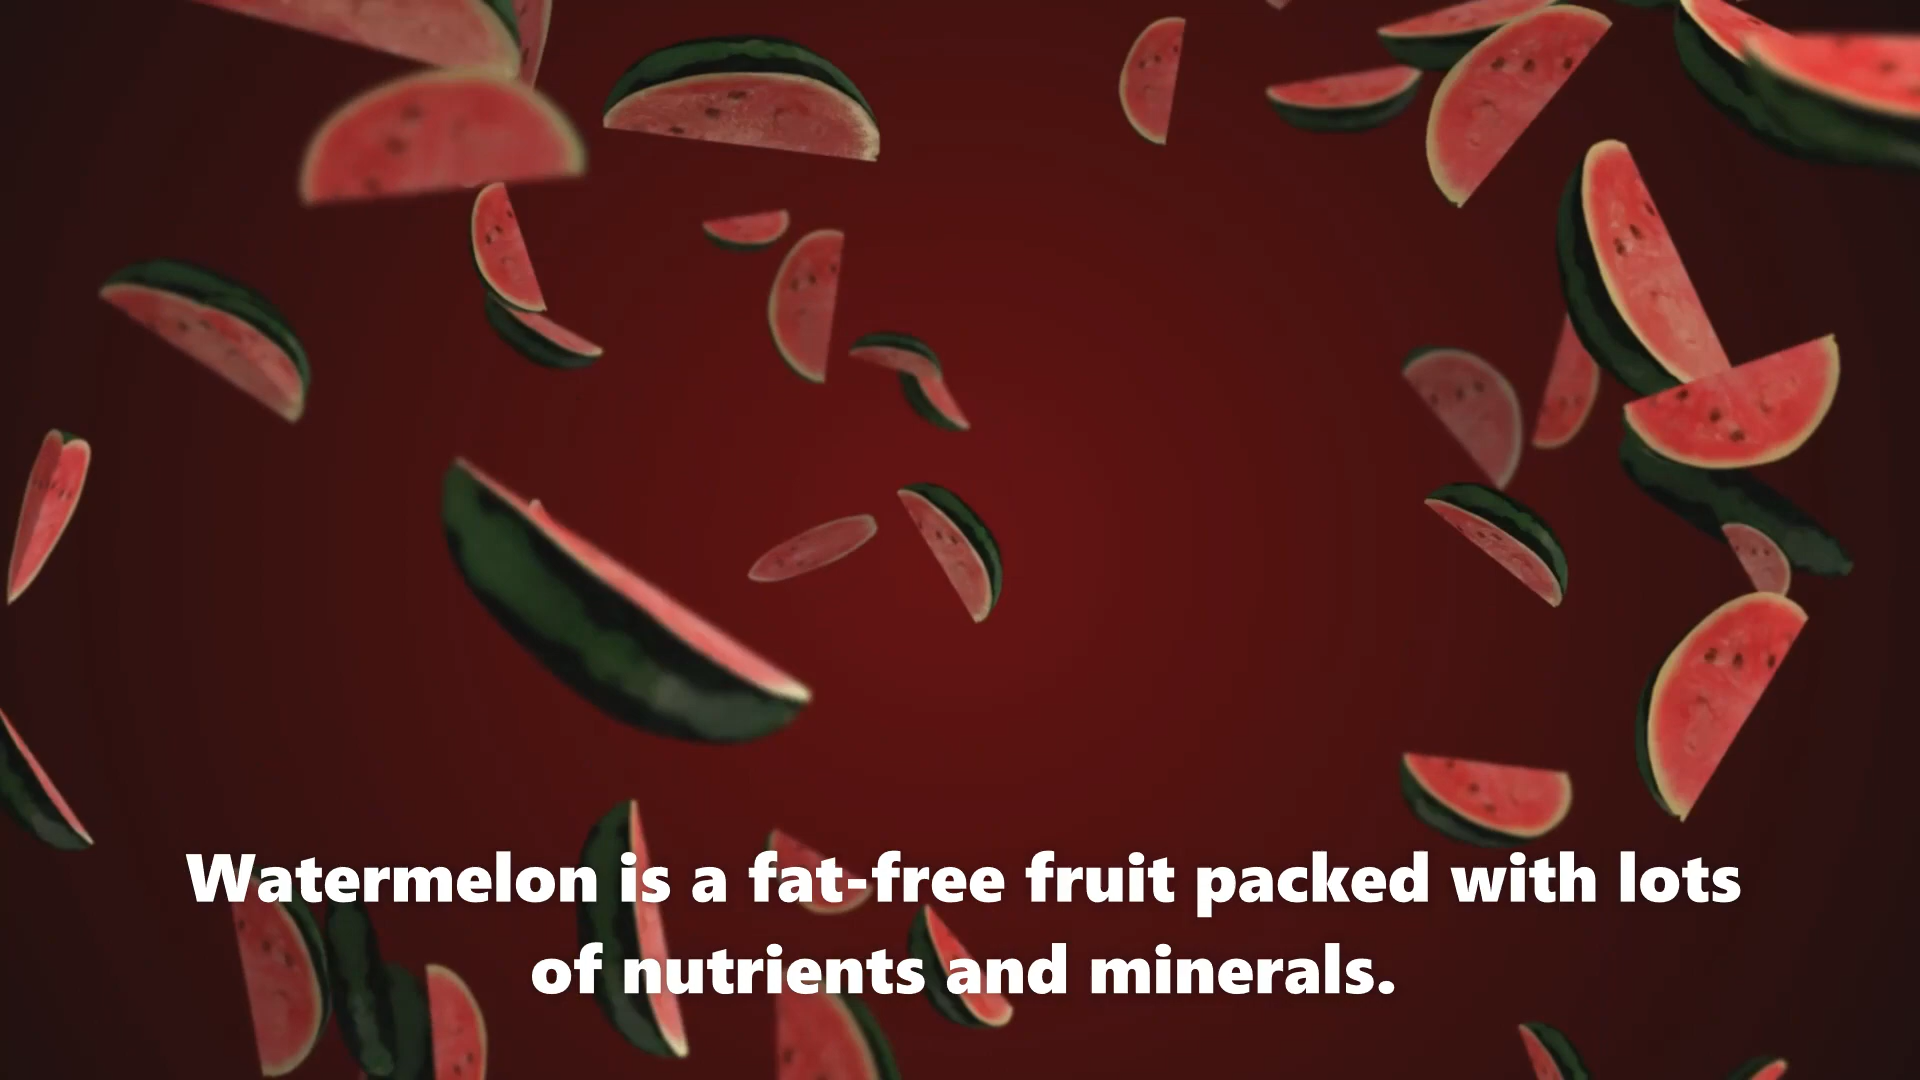 Watermelon is a fat-free fruit packed with lots
of nutrients and minerals.